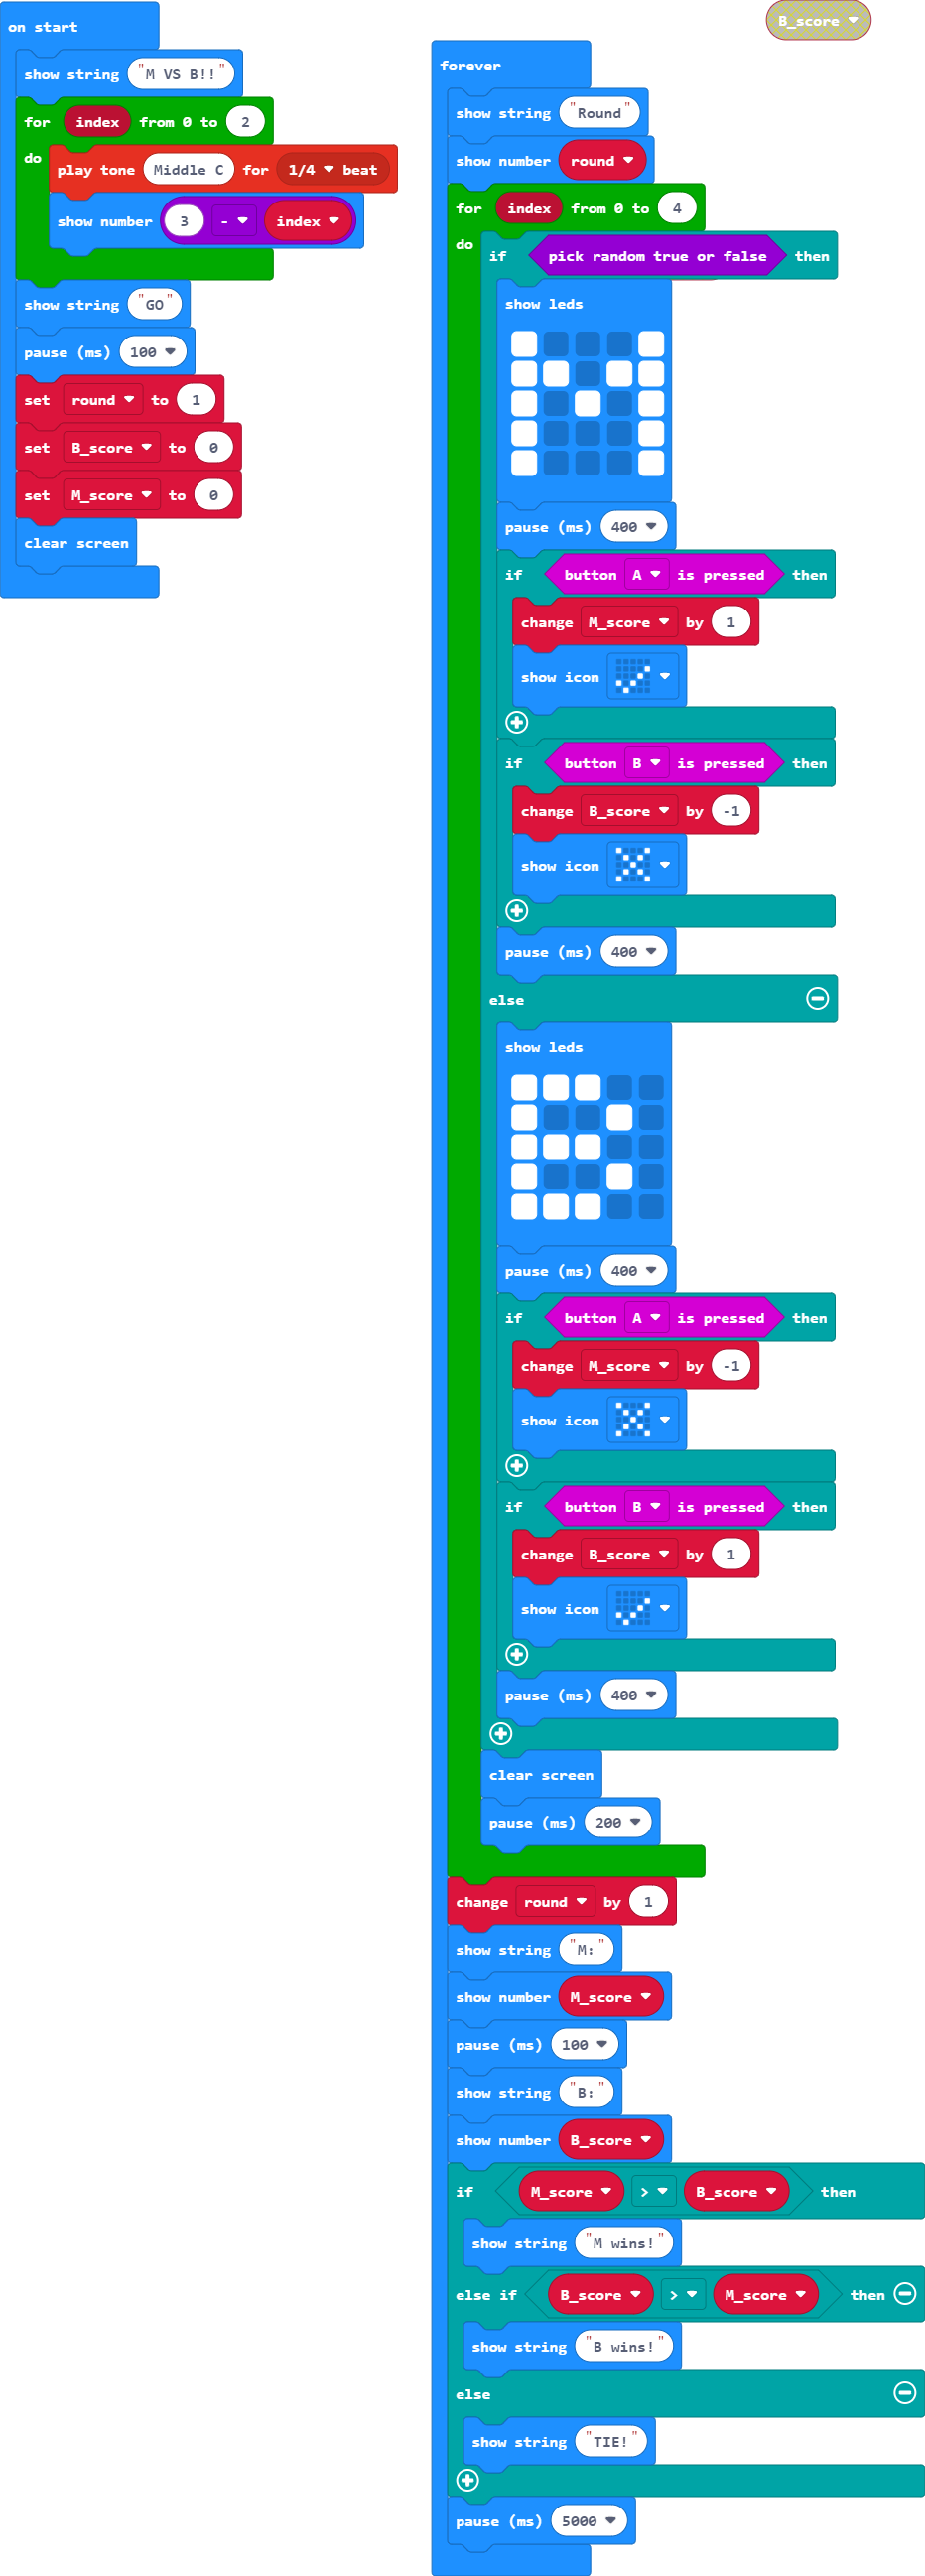 on start
show string "M VS B!!"
for index from 0 to 2
do
play tone Middle C for 1/4 beat
show number 3 - index
show string "GO"
pause (ms) 100
set round to 1
set B_score to 0
set M_score to 0
clear screen
B_score
forever
show string "Round"
show number round
for index from 0 to 4
do
if pick random true or false then
show leds
pause (ms) 400
if button A is pressed then
change M_score by 1
show icon
if button B is pressed then
change B_score by -1
show icon
pause (ms) 400
else
show leds
pause (ms) 400
if button A is pressed then
change M_score by -1
show icon
if button B is pressed then
change B_score by 1
show icon
pause (ms) 400
clear screen
pause (ms) 200
change round by 1
show string "M:"
show number M_score
pause (ms) 100
show string "B:"
show number B_score
if M_score > B_score then
show string "M wins!"
else if B_score > M_score then
show string "B wins!"
else
show string "TIE!"
pause (ms) 5000